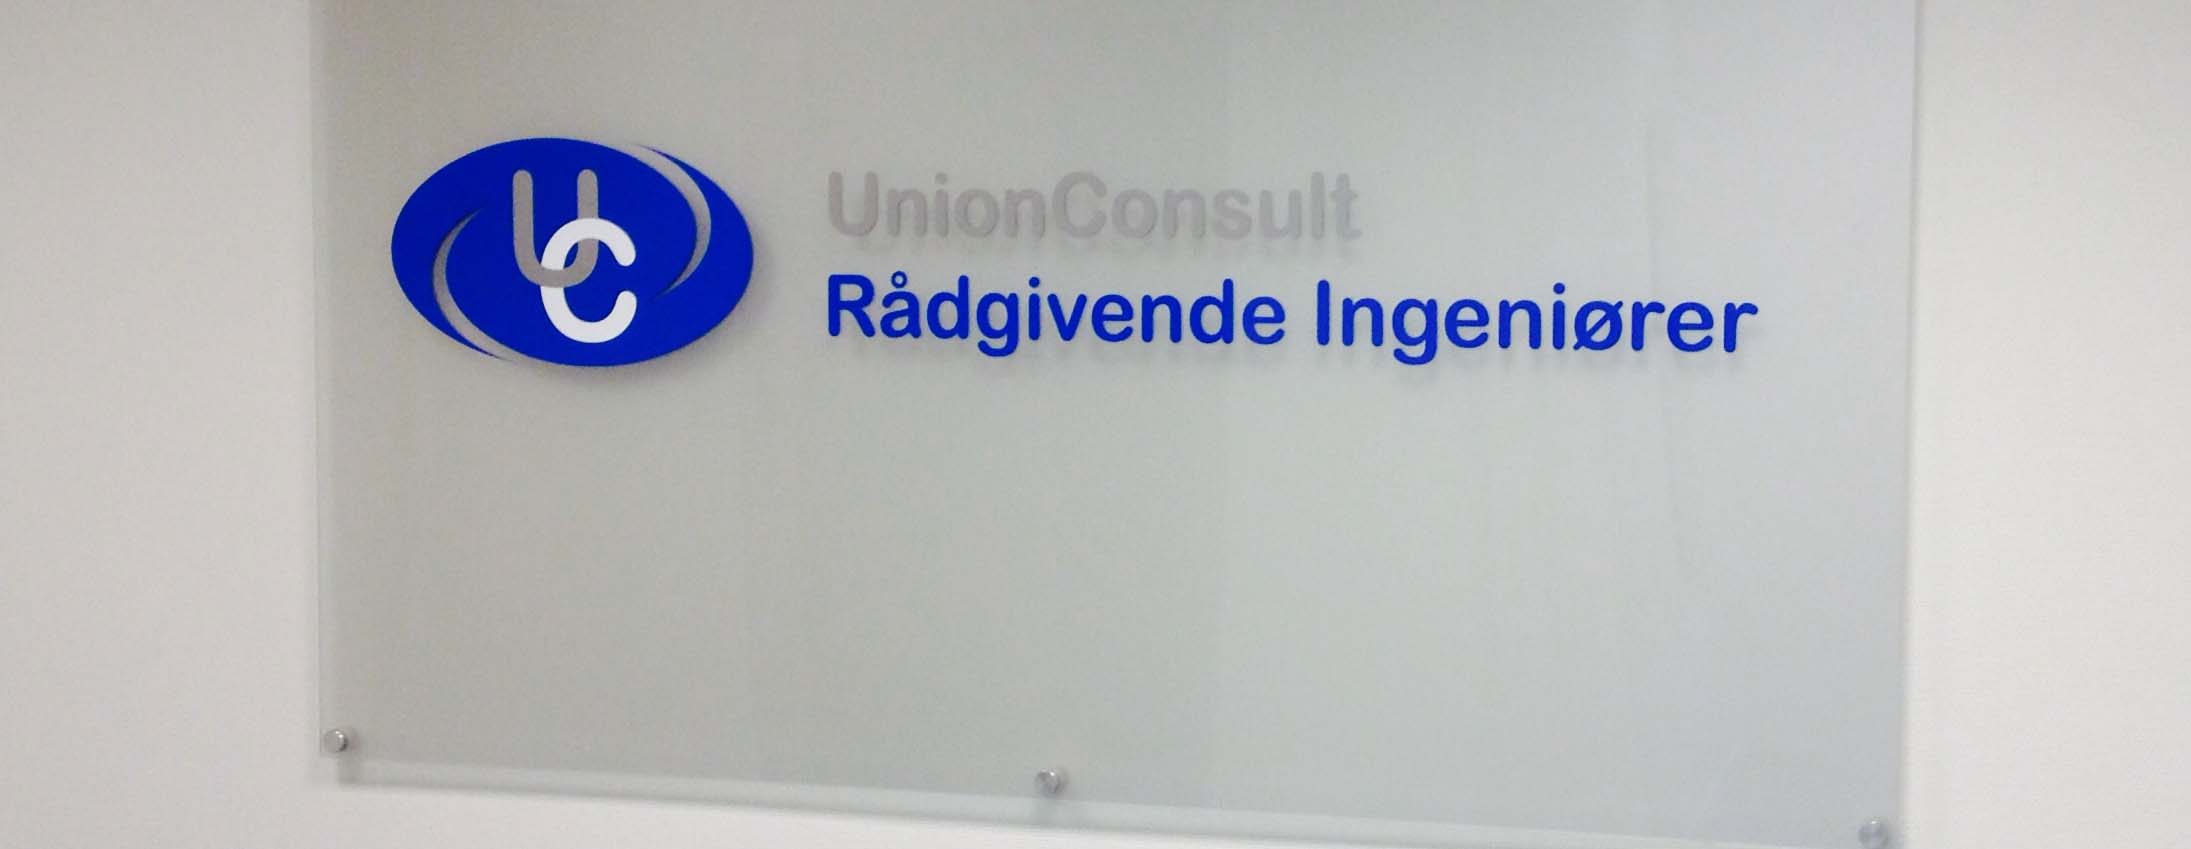 UC
UnionConsult
Rådgivende Ingeniører